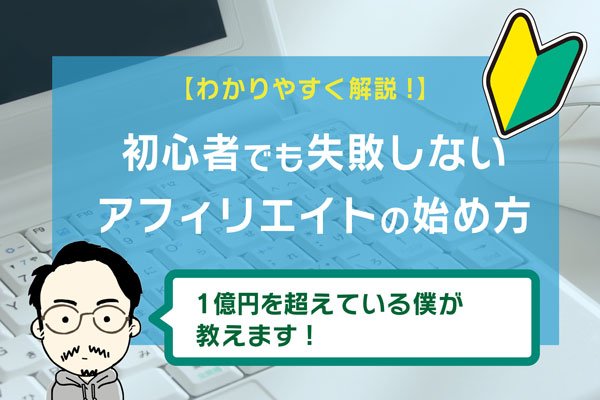 【わかりやすく解説！】
初心者でも失敗しない
アフィリエイトの始め方
1億円を超えている僕が
教えます！